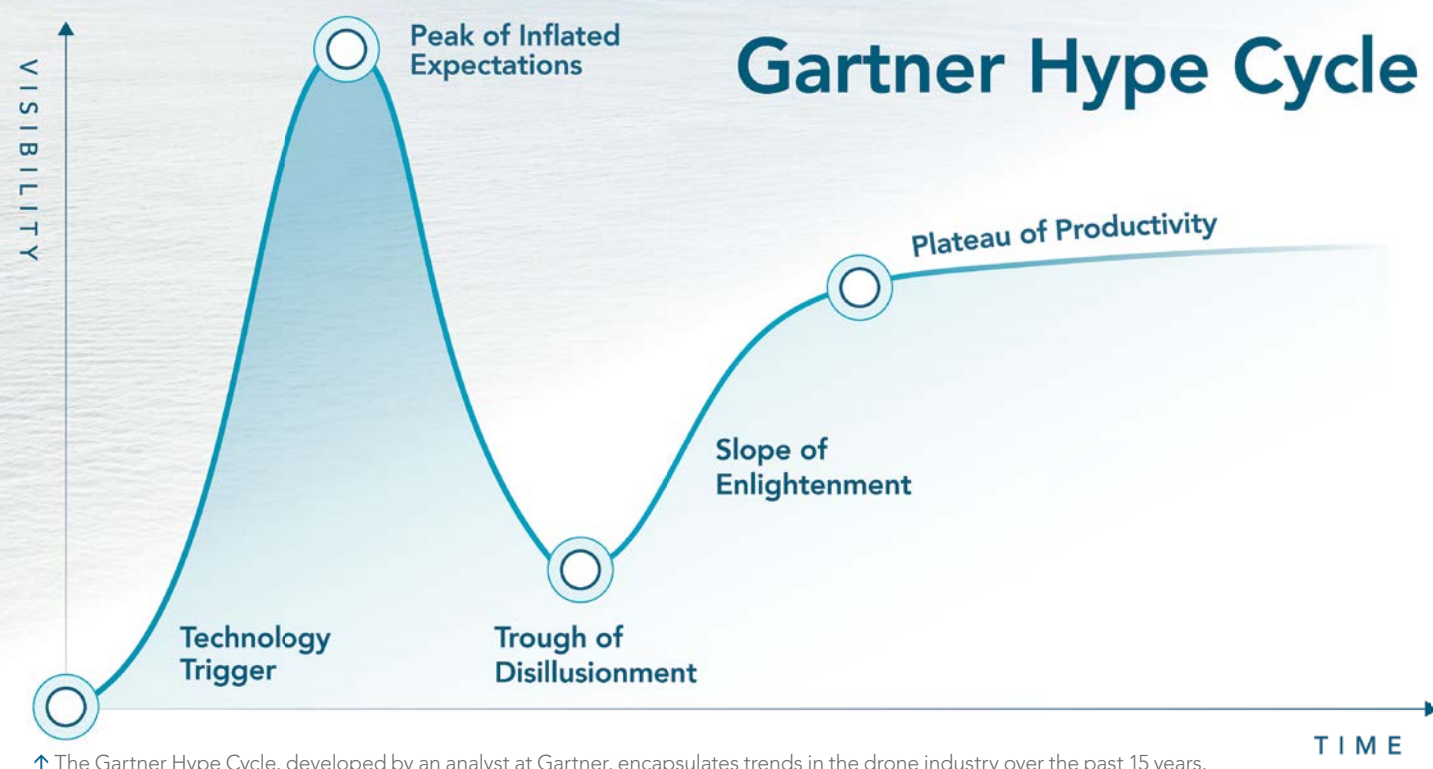 Gartner Hype Cycle
VISIBILITY
Peak of Inflated
Expectations
Plateau of Productivity
Slope of
Enlightenment
Technology
Trigger
Trough of
Disillusionment
TIME
↑ The Gartner Hype Cycle, developed by an analyst at Gartner, encapsulates trends in the drone industry over the past 15 years.